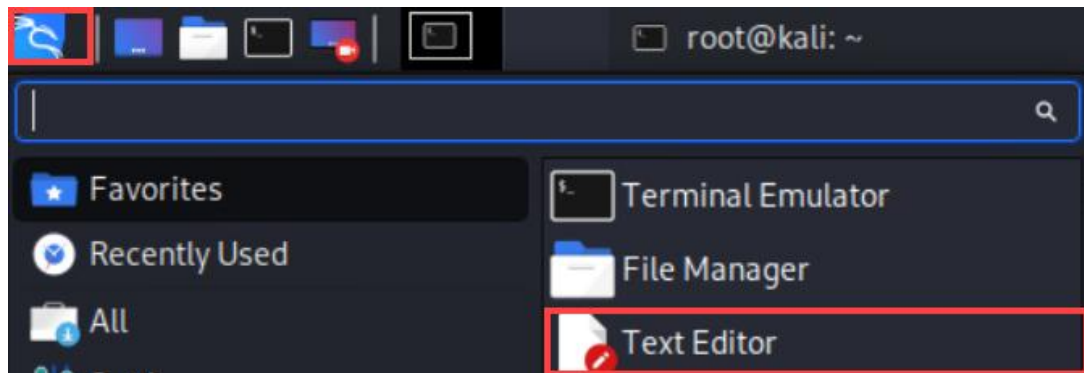 root@kali: ~
Favorites
Terminal Emulator
Recently Used
File Manager
All
Text Editor